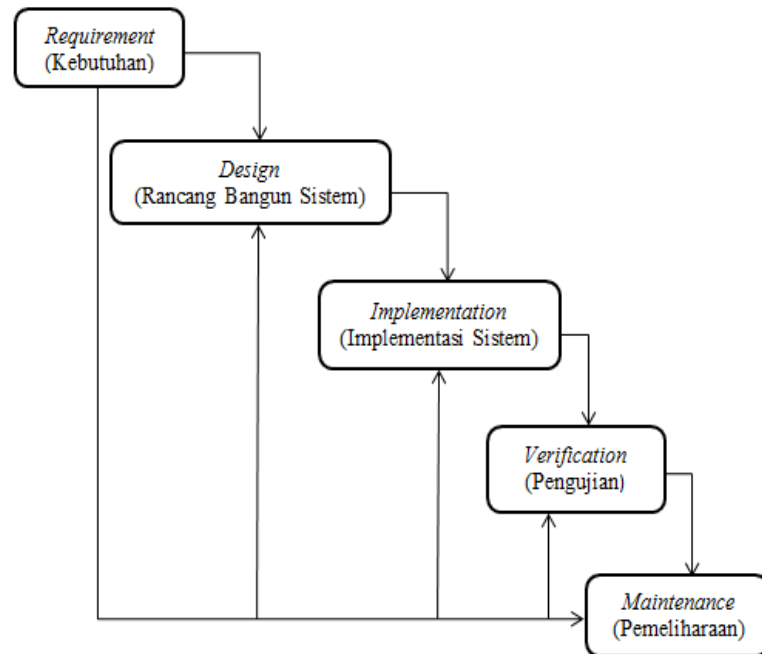 Requirement
(Kebutuhan)
Design
(Rancang Bangun Sistem)
Implementation
(Implementasi Sistem)
Verification
(Pengujian)
Maintenance
(Pemeliharaan)